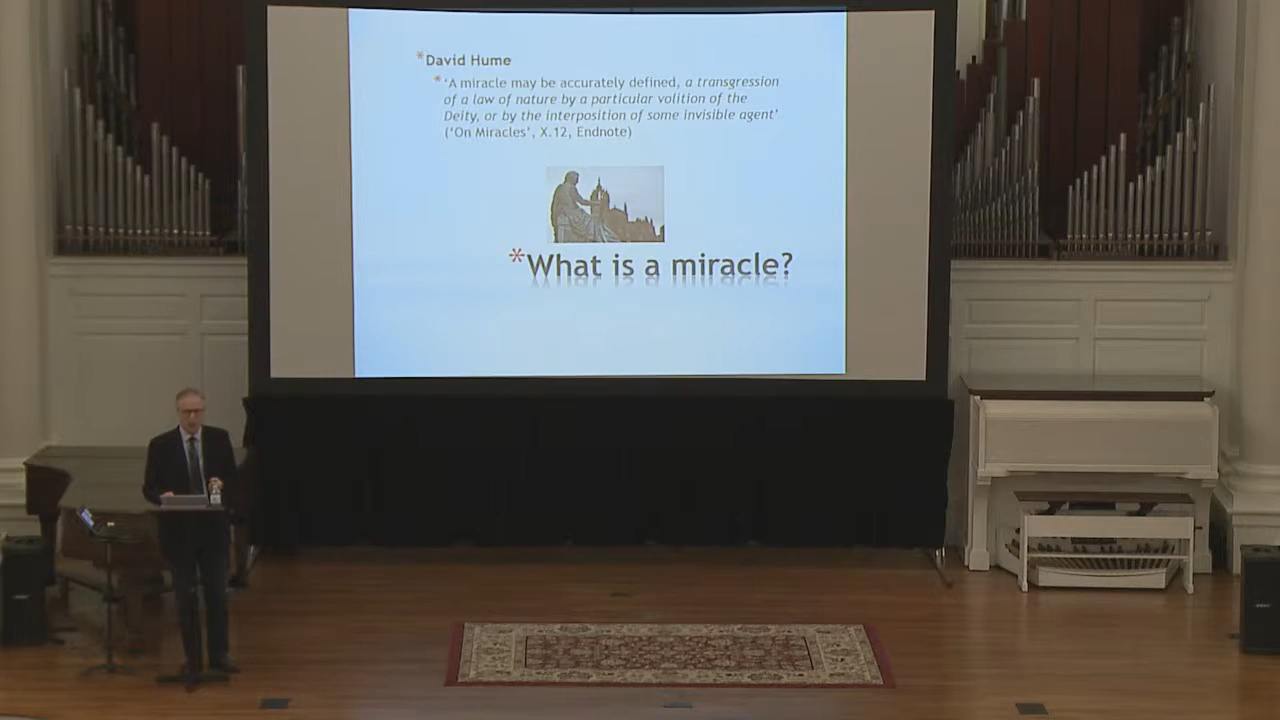 *David Hume
*'A miracle may be accurately defined, a transgression
of a law of nature by a particular volition of the
Deity, or by the interposition of some invisible agent'
('On Miracles', X.12, Endnote)
*What is a miracle?